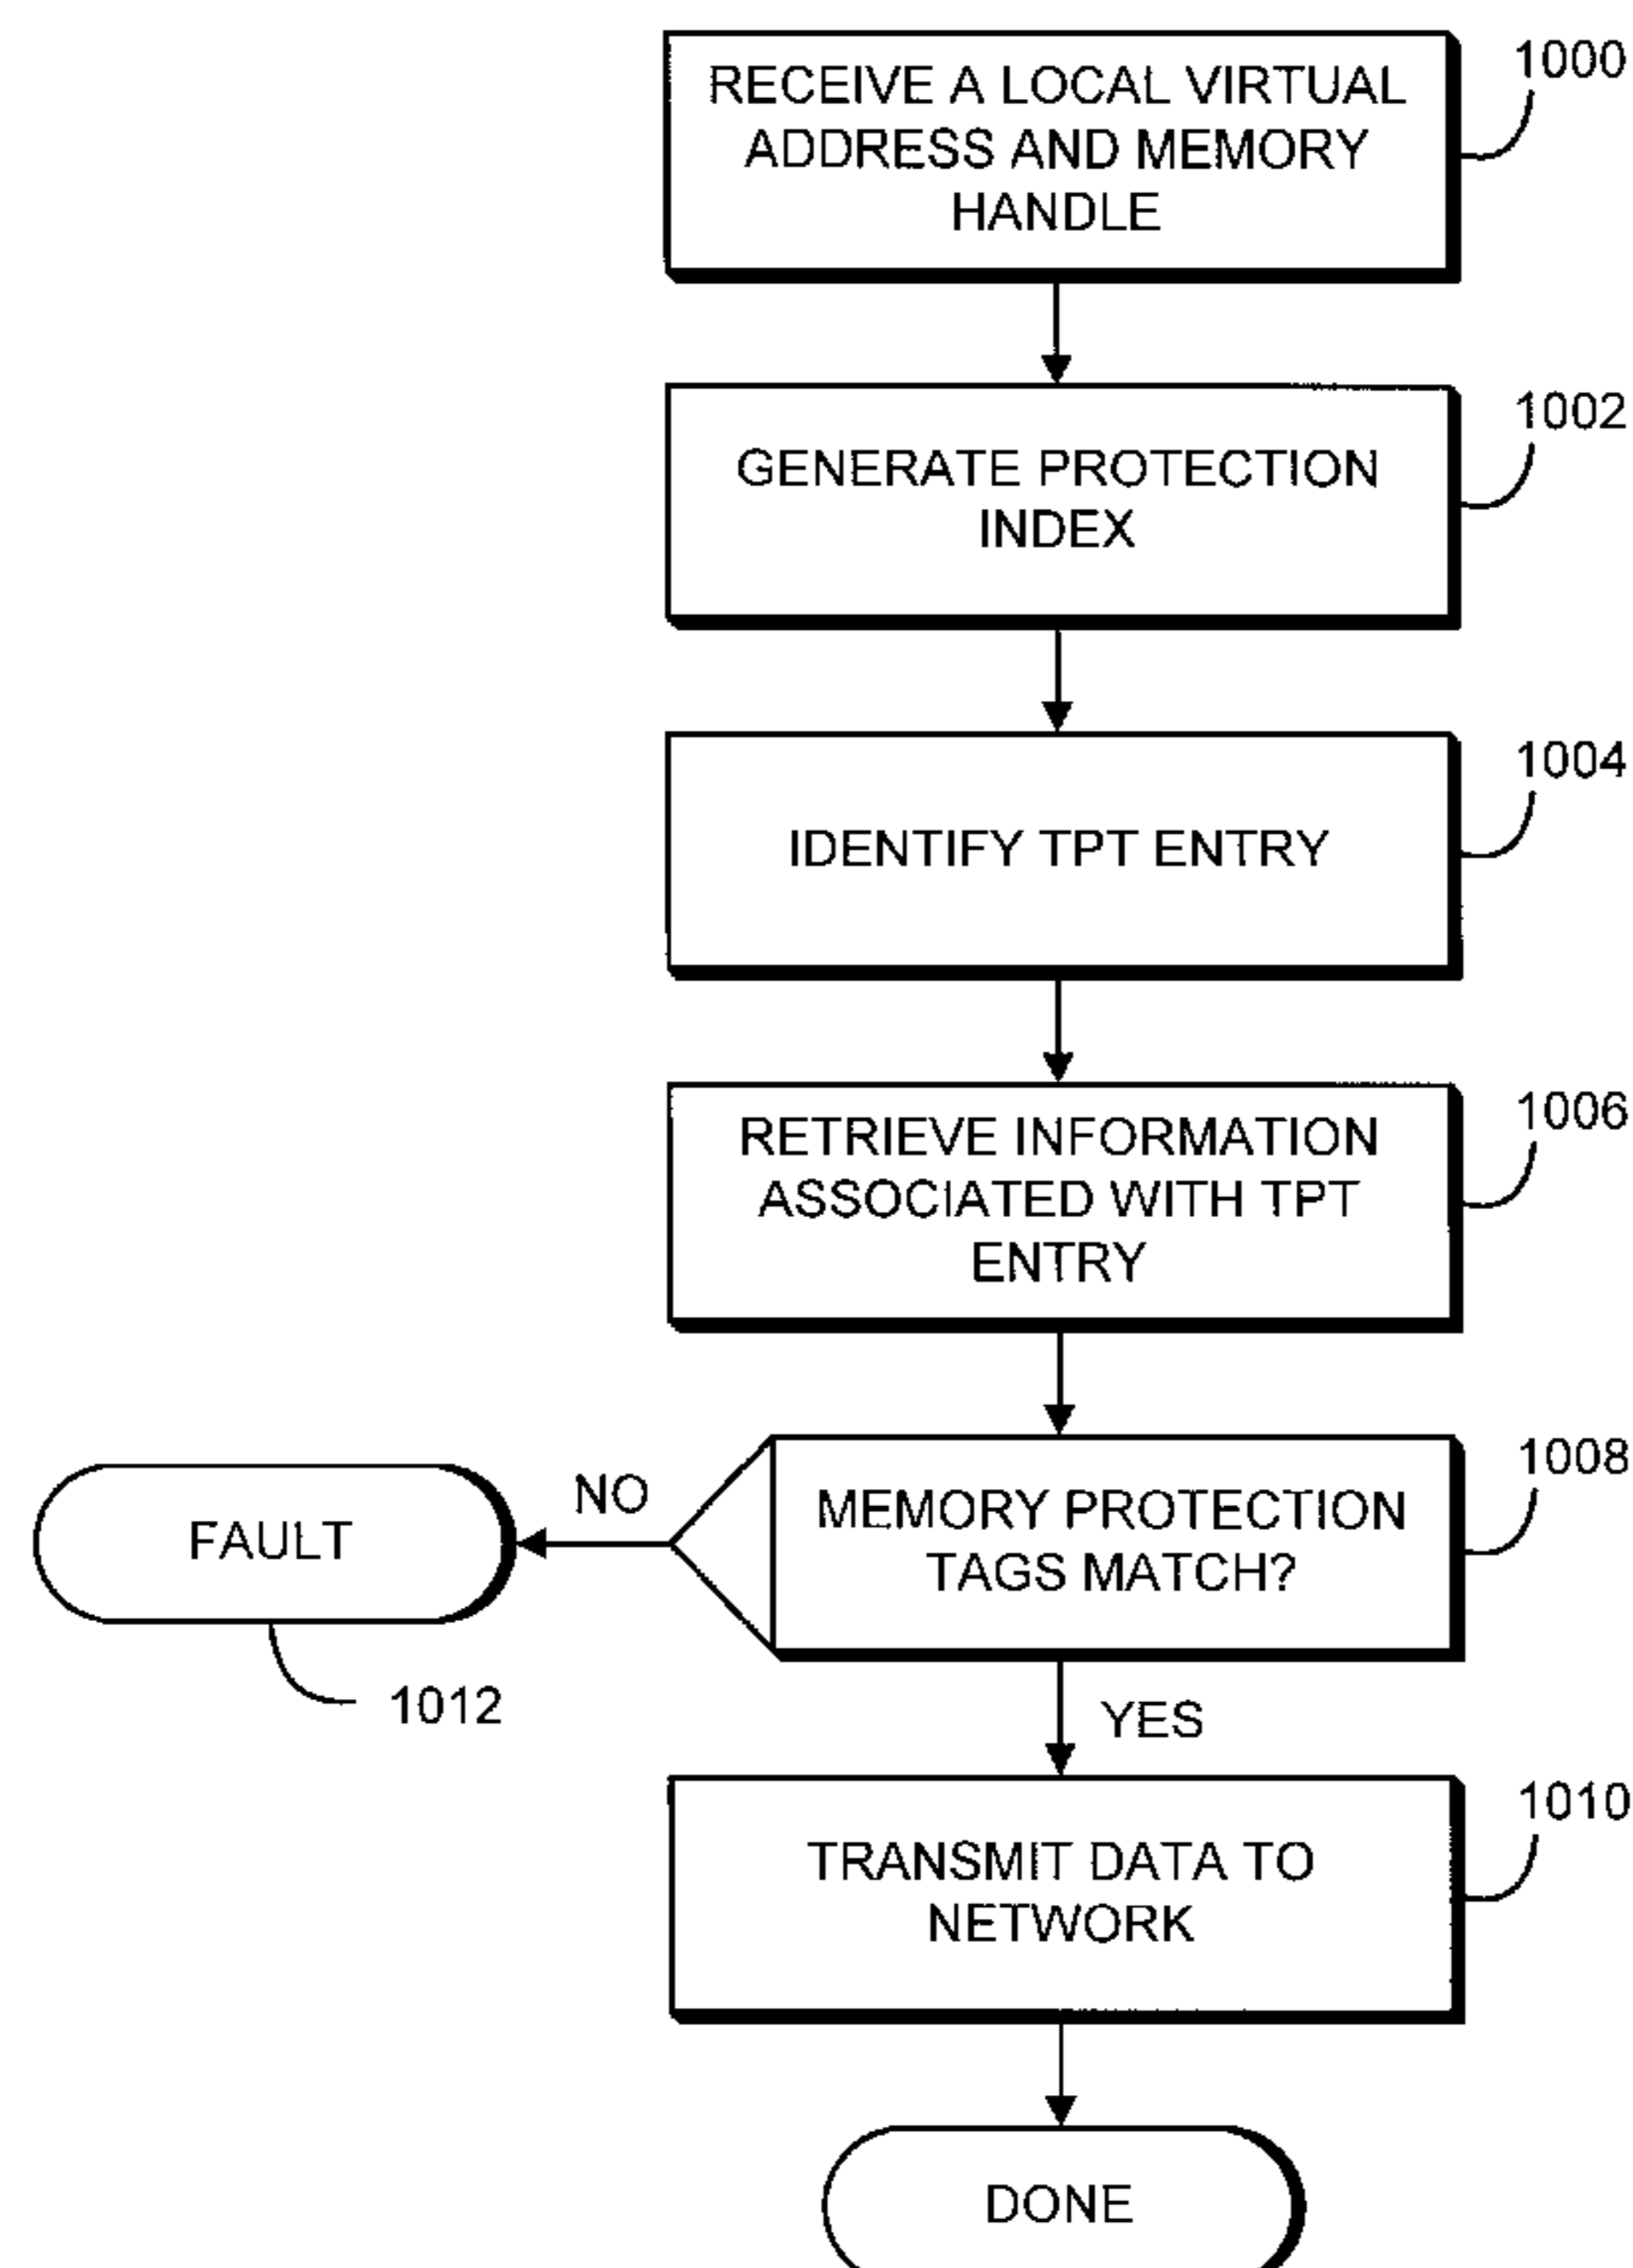 RECEIVE A LOCAL VIRTUAL
ADDRESS AND MEMORY
HANDLE
1000
GENERATE PROTECTION
INDEX
1002
IDENTIFY TPT ENTRY
1004
RETRIEVE INFORMATION
ASSOCIATED WITH TPT
ENTRY
1006
MEMORY PROTECTION
TAGS MATCH?
1008
NO
FAULT
1012
YES
TRANSMIT DATA TO
NETWORK
1010
DONE